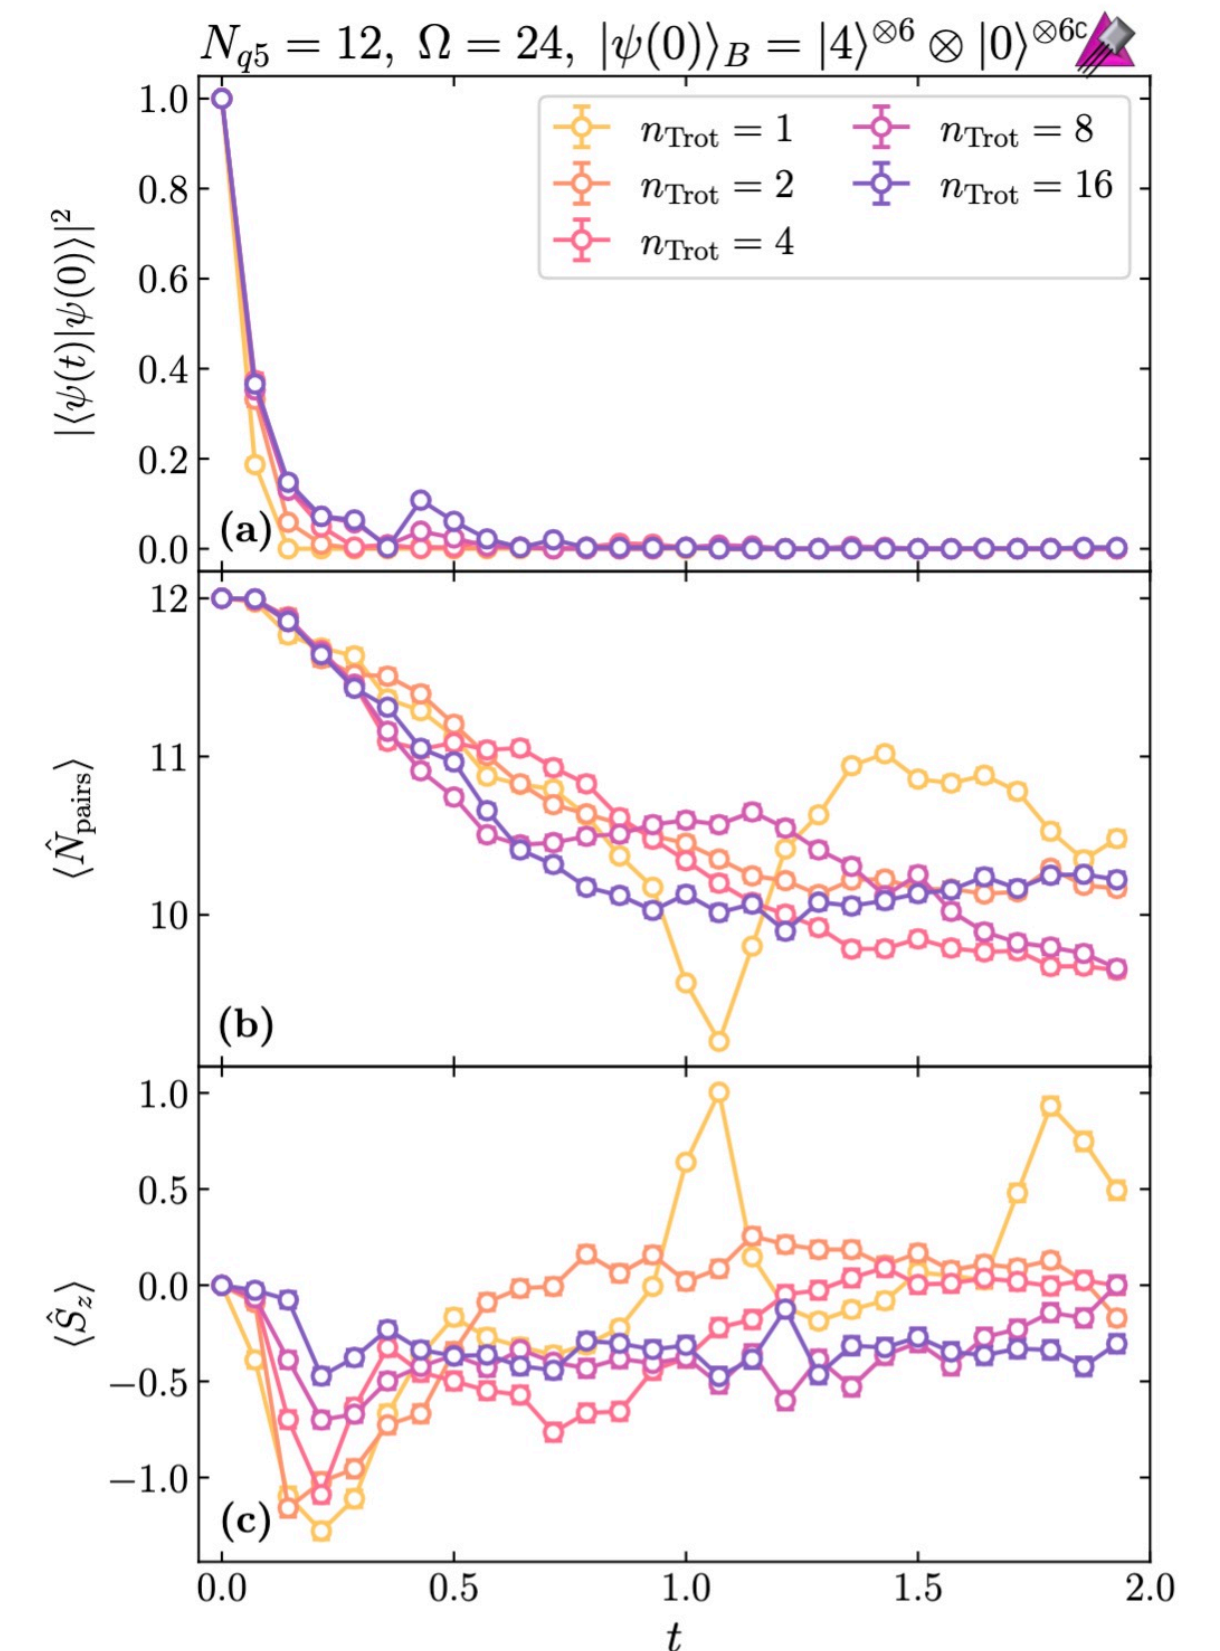 N_{q5} = 12, Ω = 24, |ψ(0)⟩_B = |4⟩^{⊗6} ⊗ |0⟩^{⊗6c}
|⟨ψ(t)|ψ(0)⟩|²
1.0
0.8
0.6
0.4
0.2
0.0
n_Trot = 1
n_Trot = 2
n_Trot = 4
n_Trot = 8
n_Trot = 16
(a)
⟨N̂_pairs⟩
12
11
10
(b)
⟨Ŝ_z⟩
1.0
0.5
0.0
−0.5
−1.0
(c)
0.0 0.5 1.0 1.5 2.0
t